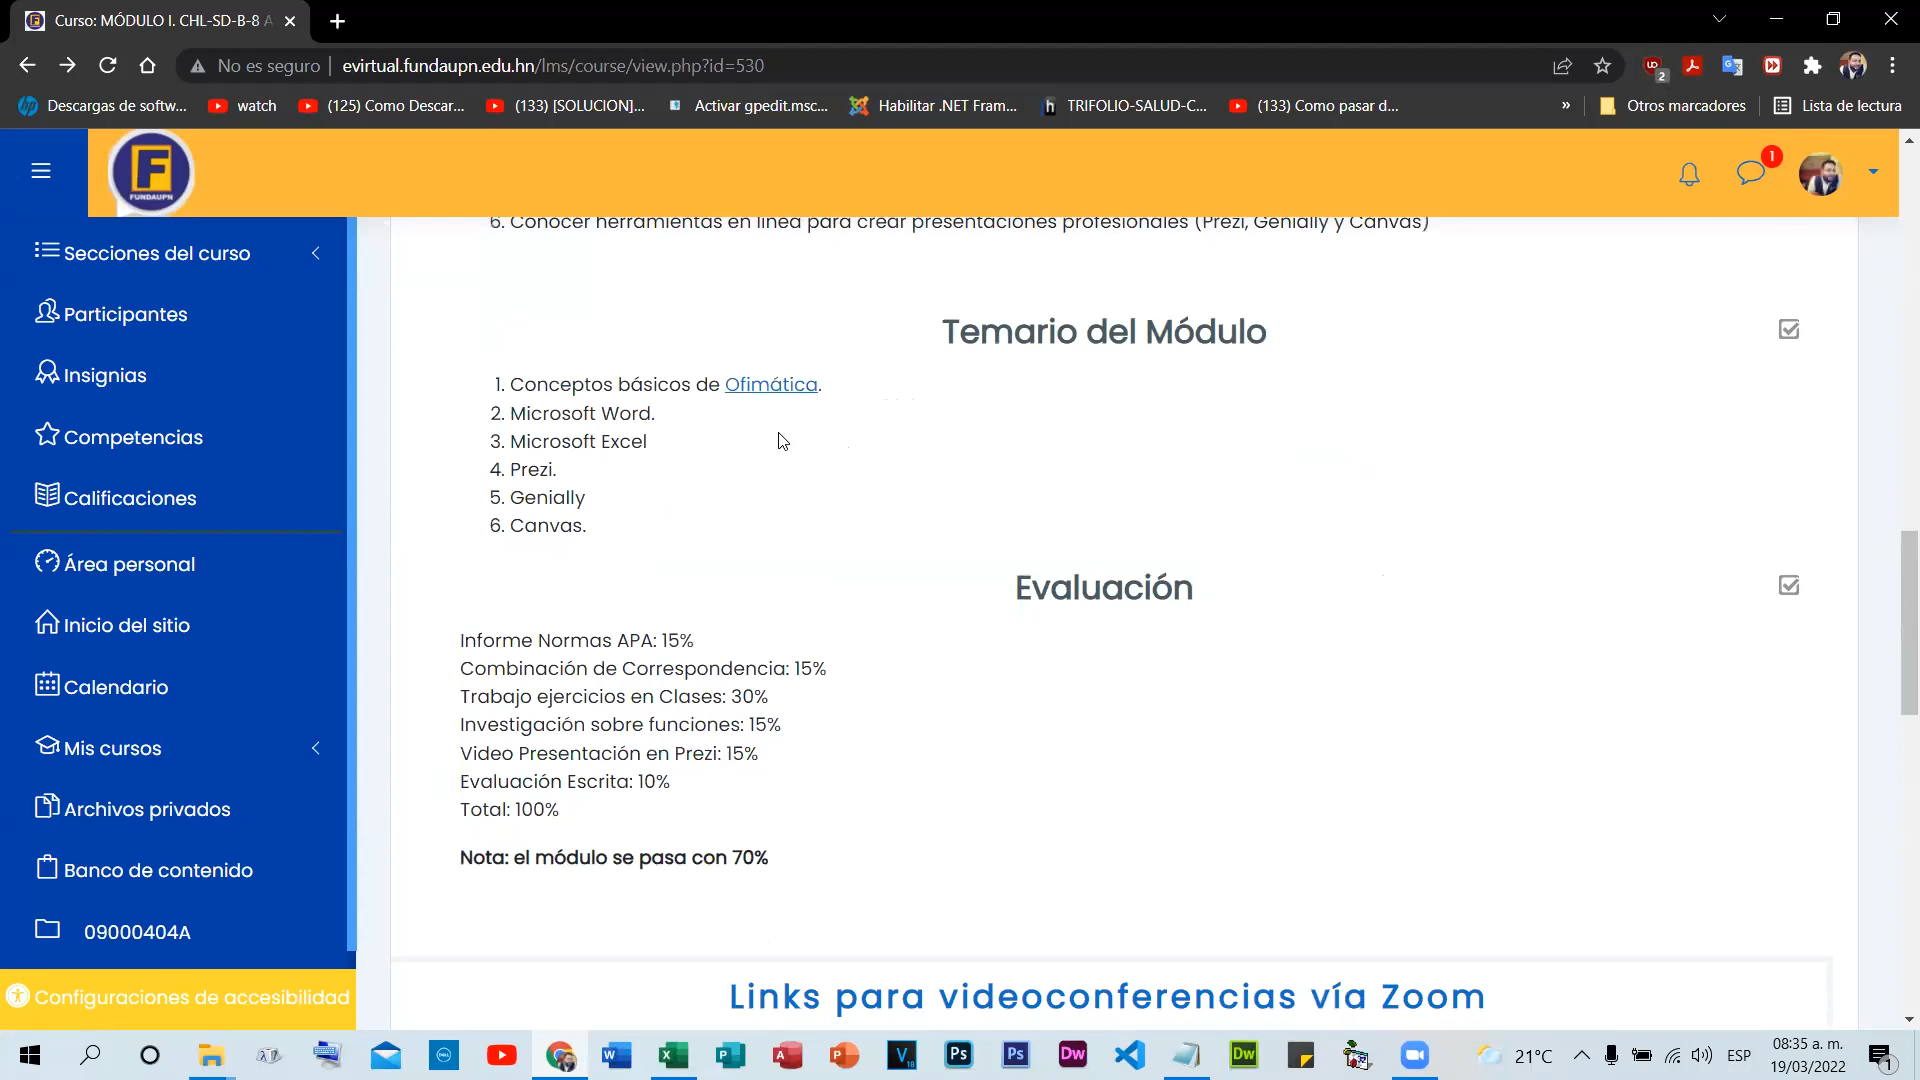 Curso: MÓDULO I. CHL-SD-B-8 A
No es seguro
evirtual.fundaupn.edu.hn/lms/course/view.php?id=530
2
Descargas de softw...
watch
(125) Como Descar...
(133) [SOLUCION]...
Activar gpedit.msc...
Habilitar .NET Fram...
TRIFOLIO-SALUD-C...
(133) Como pasar d...
»
Otros marcadores
Lista de lectura
FUNDAUPN
1
Secciones del curso
Participantes
Insignias
Competencias
Calificaciones
Área personal
Inicio del sitio
Calendario
Mis cursos
Archivos privados
Banco de contenido
09000404A
Configuraciones de accesibilidad
6. Conocer herramientas en línea para crear presentaciones profesionales (Prezi, Genially y Canvas)
Temario del Módulo
1. Conceptos básicos de Ofimática.
2. Microsoft Word.
3. Microsoft Excel
4. Prezi.
5. Genially
6. Canvas.
Evaluación
Informe Normas APA: 15%
Combinación de Correspondencia: 15%
Trabajo ejercicios en Clases: 30%
Investigación sobre funciones: 15%
Video Presentación en Prezi: 15%
Evaluación Escrita: 10%
Total: 100%
Nota: el módulo se pasa con 70%
Links para videoconferencias vía Zoom
21°C
ESP
08:35 a. m.
19/03/2022
1